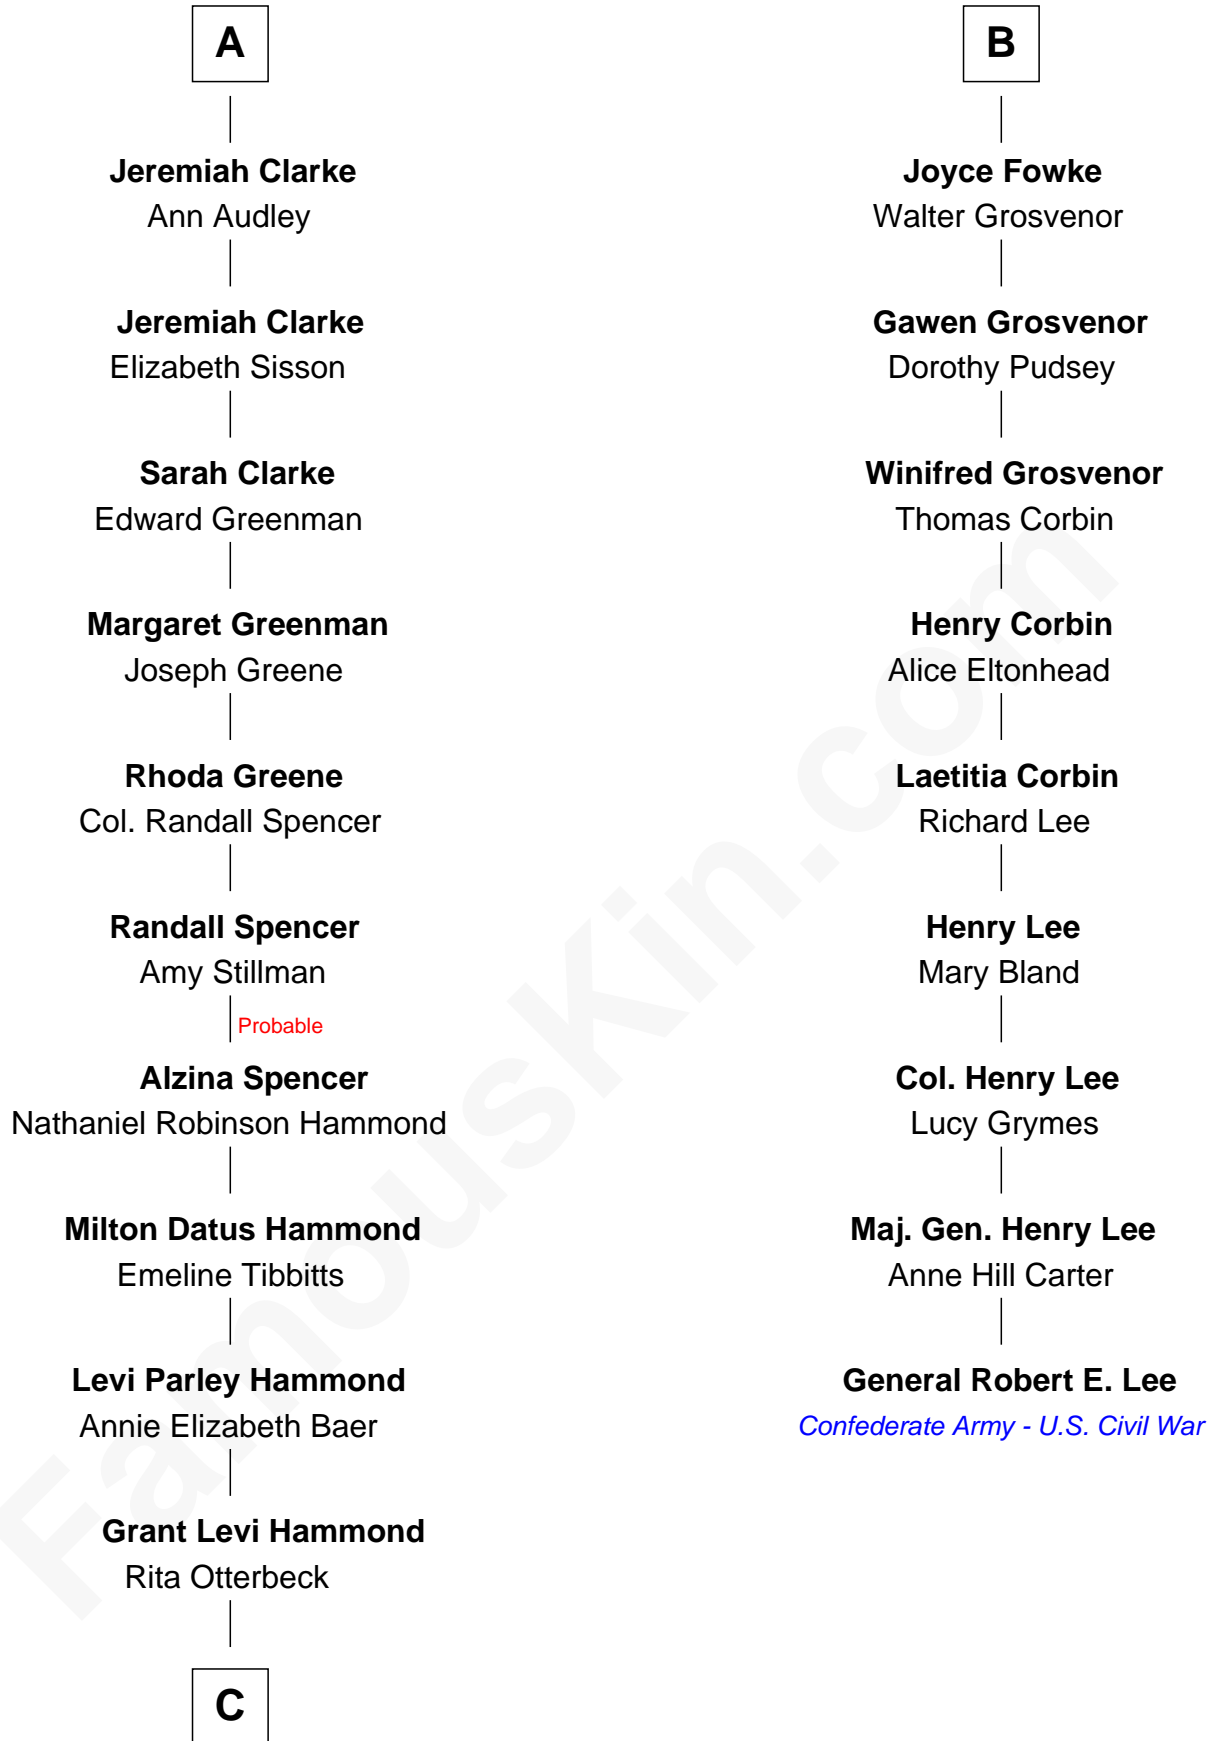 A
Jeremiah Clarke
Ann Audley
Jeremiah Clarke
Elizabeth Sisson
Sarah Clarke
Edward Greenman
Margaret Greenman
Joseph Greene
Rhoda Greene
Col. Randall Spencer
Randall Spencer
Amy Stillman
Probable
Alzina Spencer
Nathaniel Robinson Hammond
Milton Datus Hammond
Emeline Tibbitts
Levi Parley Hammond
Annie Elizabeth Baer
Grant Levi Hammond
Rita Otterbeck
C
B
Joyce Fowke
Walter Grosvenor
Gawen Grosvenor
Dorothy Pudsey
Winifred Grosvenor
Thomas Corbin
Henry Corbin
Alice Eltonhead
Laetitia Corbin
Richard Lee
Henry Lee
Mary Bland
Col. Henry Lee
Lucy Grymes
Maj. Gen. Henry Lee
Anne Hill Carter
General Robert E. Lee
Confederate Army - U.S. Civil War
FamousKin.com